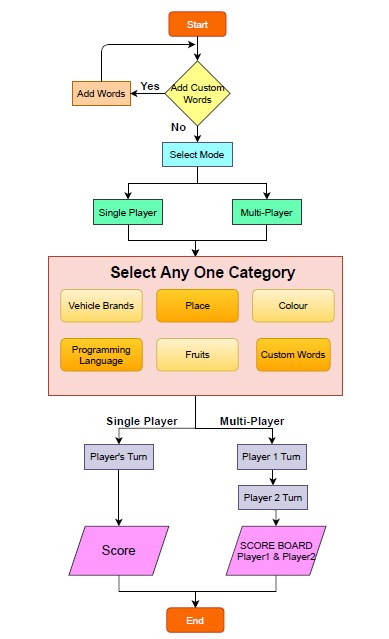 Start
Add Custom
Words
Yes
Add Words
No
Select Mode
Single Player
Multi-Player
Select Any One Category
Vehicle Brands
Place
Colour
Programming
Language
Fruits
Custom Words
Single Player
Multi-Player
Player's Turn
Player 1 Turn
Player 2 Turn
Score
SCORE BOARD
Player1 & Player2
End